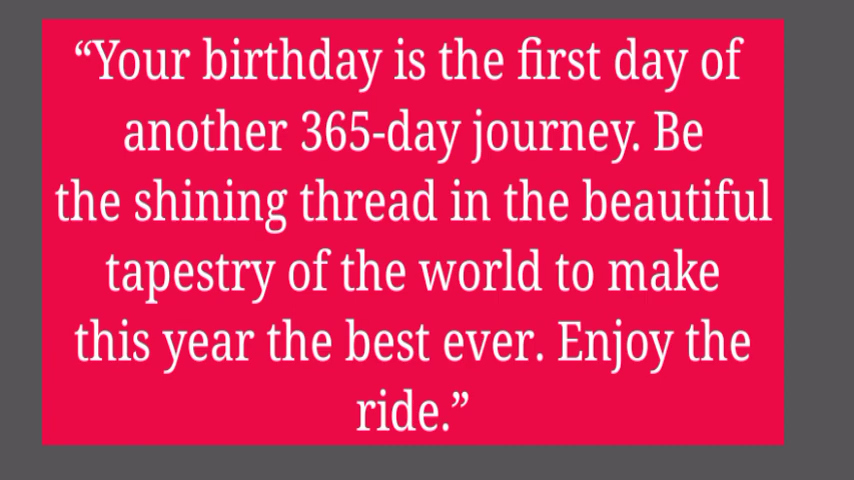 “Your birthday is the first day of
another 365-day journey. Be
the shining thread in the beautiful
tapestry of the world to make
this year the best ever. Enjoy the
ride.”